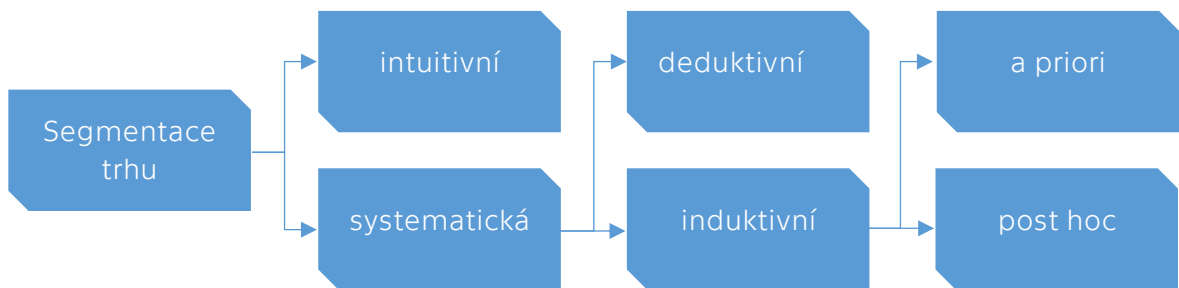 intuitivní
deduktivní
a priori
Segmentace
trhu
systematická
induktivní
post hoc